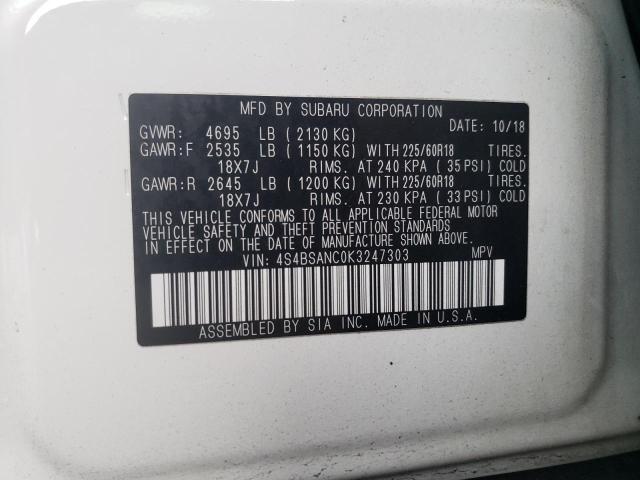 MFD BY SUBARU CORPORATION
GVWR: 4695 LB ( 2130 KG) DATE: 10/18
GAWR:F 2535 LB ( 1150 KG) WITH 225/60R18 TIRES.
18X7J RIMS. AT 240 KPA ( 35 PSI) COLD
GAWR:R 2645 LB ( 1200 KG) WITH 225/60R18 TIRES.
18X7J RIMS. AT 230 KPA ( 33 PSI) COLD
THIS VEHICLE CONFORMS TO ALL APPLICABLE FEDERAL MOTOR
VEHICLE SAFETY AND THEFT PREVENTION STANDARDS
IN EFFECT ON THE DATE OF MANUFACTURE SHOWN ABOVE.
VIN: 4S4BSANC0K3247303 MPV
ASSEMBLED BY SIA INC. MADE IN U.S.A.